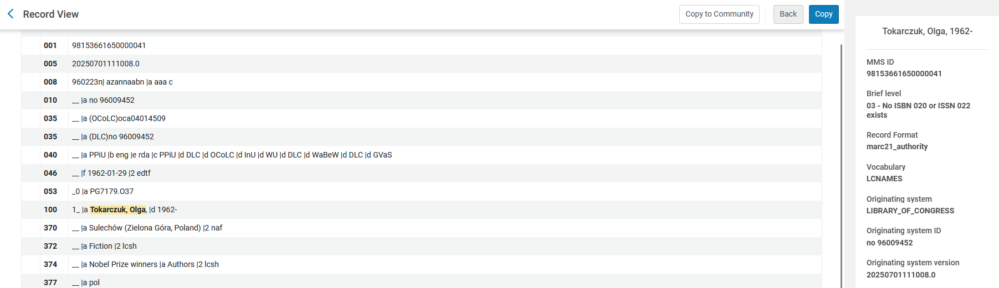 Record View
Copy to Community
Back
Copy
001 98153661650000041
005 20250701111008.0
008 960223n| azannaabn |a aaa c
010 __ |a no 96009452
035 __ |a (OCoLC)oca04014509
035 __ |a (DLC)no 96009452
040 __ |a PPiU |b eng |e rda |c PPiU |d DLC |d OCoLC |d InU |d WU |d DLC |d WaBeW |d DLC |d GVaS
046 __ |f 1962-01-29 |2 edtf
053 _0 |a PG7179.O37
100 1_ |a Tokarczuk, Olga, |d 1962-
370 __ |a Sulechów (Zielona Góra, Poland) |2 naf
372 __ |a Fiction |2 lcsh
374 __ |a Nobel Prize winners |a Authors |2 lcsh
377 __ |a pol
Tokarczuk, Olga, 1962-
MMS ID
98153661650000041
Brief level
03 - No ISBN 020 or ISSN 022
exists
Record Format
marc21_authority
Vocabulary
LCNAMES
Originating system
LIBRARY_OF_CONGRESS
Originating system ID
no 96009452
Originating system version
20250701111008.0